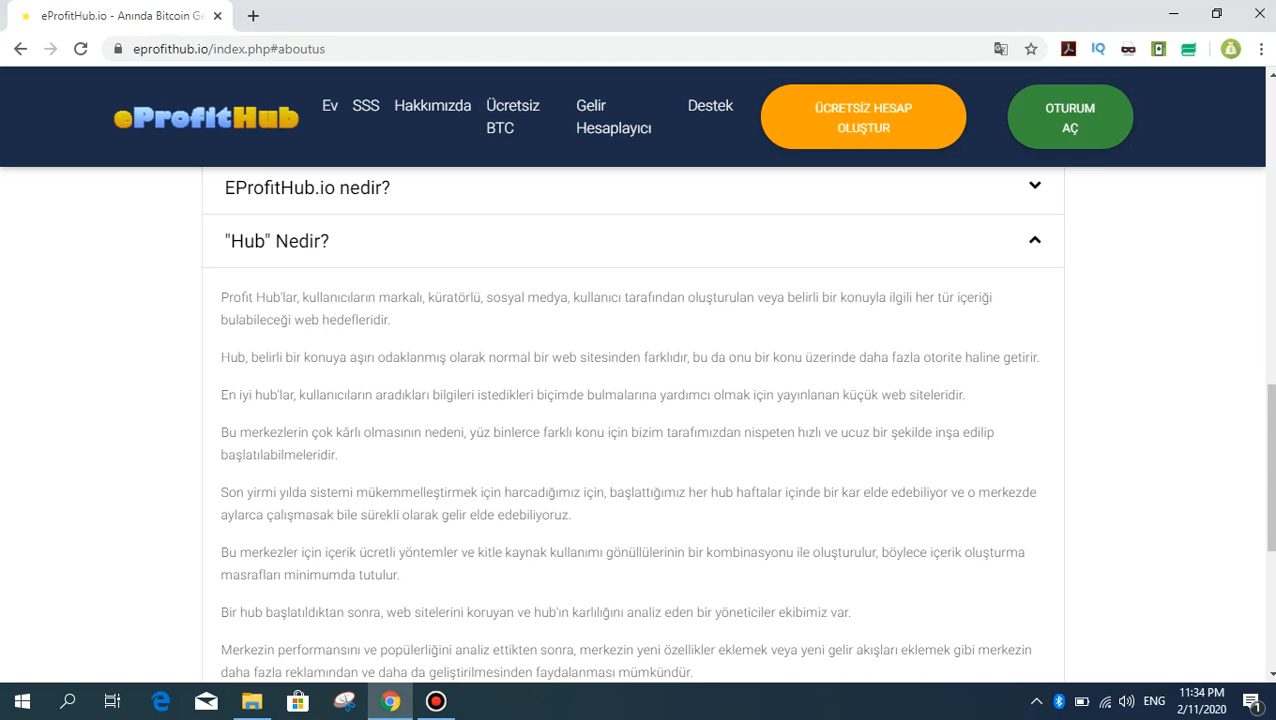 eProfitHub.io - Anında Bitcoin Ge
eprofithub.io/index.php#aboutus
eProfitHub
Ev
SSS
Hakkımızda
Ücretsiz
BTC
Gelir
Hesaplayıcı
Destek
ÜCRETSİZ HESAP
OLUŞTUR
OTURUM
AÇ
EProfitHub.io nedir?
"Hub" Nedir?
Profit Hub'lar, kullanıcıların markalı, küratörlü, sosyal medya, kullanıcı tarafından oluşturulan veya belirli bir konuyla ilgili her tür içeriği
bulabileceği web hedefleridir.
Hub, belirli bir konuya aşırı odaklanmış olarak normal bir web sitesinden farklıdır, bu da onu bir konu üzerinde daha fazla otorite haline getirir.
En iyi hub'lar, kullanıcıların aradıkları bilgileri istedikleri biçimde bulmalarına yardımcı olmak için yayınlanan küçük web siteleridir.
Bu merkezlerin çok kârlı olmasının nedeni, yüz binlerce farklı konu için bizim tarafımızdan nispeten hızlı ve ucuz bir şekilde inşa edilip
başlatılabilmeleridir.
Son yirmi yılda sistemi mükemmelleştirmek için harcadığımız için, başlattığımız her hub haftalar içinde bir kar elde edebiliyor ve o merkezde
aylarca çalışmasak bile sürekli olarak gelir elde edebiliyoruz.
Bu merkezler için içerik ücretli yöntemler ve kitle kaynak kullanımı gönüllülerinin bir kombinasyonu ile oluşturulur, böylece içerik oluşturma
masrafları minimumda tutulur.
Bir hub başlatıldıktan sonra, web sitelerini koruyan ve hub'ın karlılığını analiz eden bir yöneticiler ekibimiz var.
Merkezin performansını ve popülerliğini analiz ettikten sonra, merkezin yeni özellikler eklemek veya yeni gelir akışları eklemek gibi merkezin
daha fazla reklamından ve daha da geliştirilmesinden faydalanması mümkündür.
ENG
11:34 PM
2/11/2020